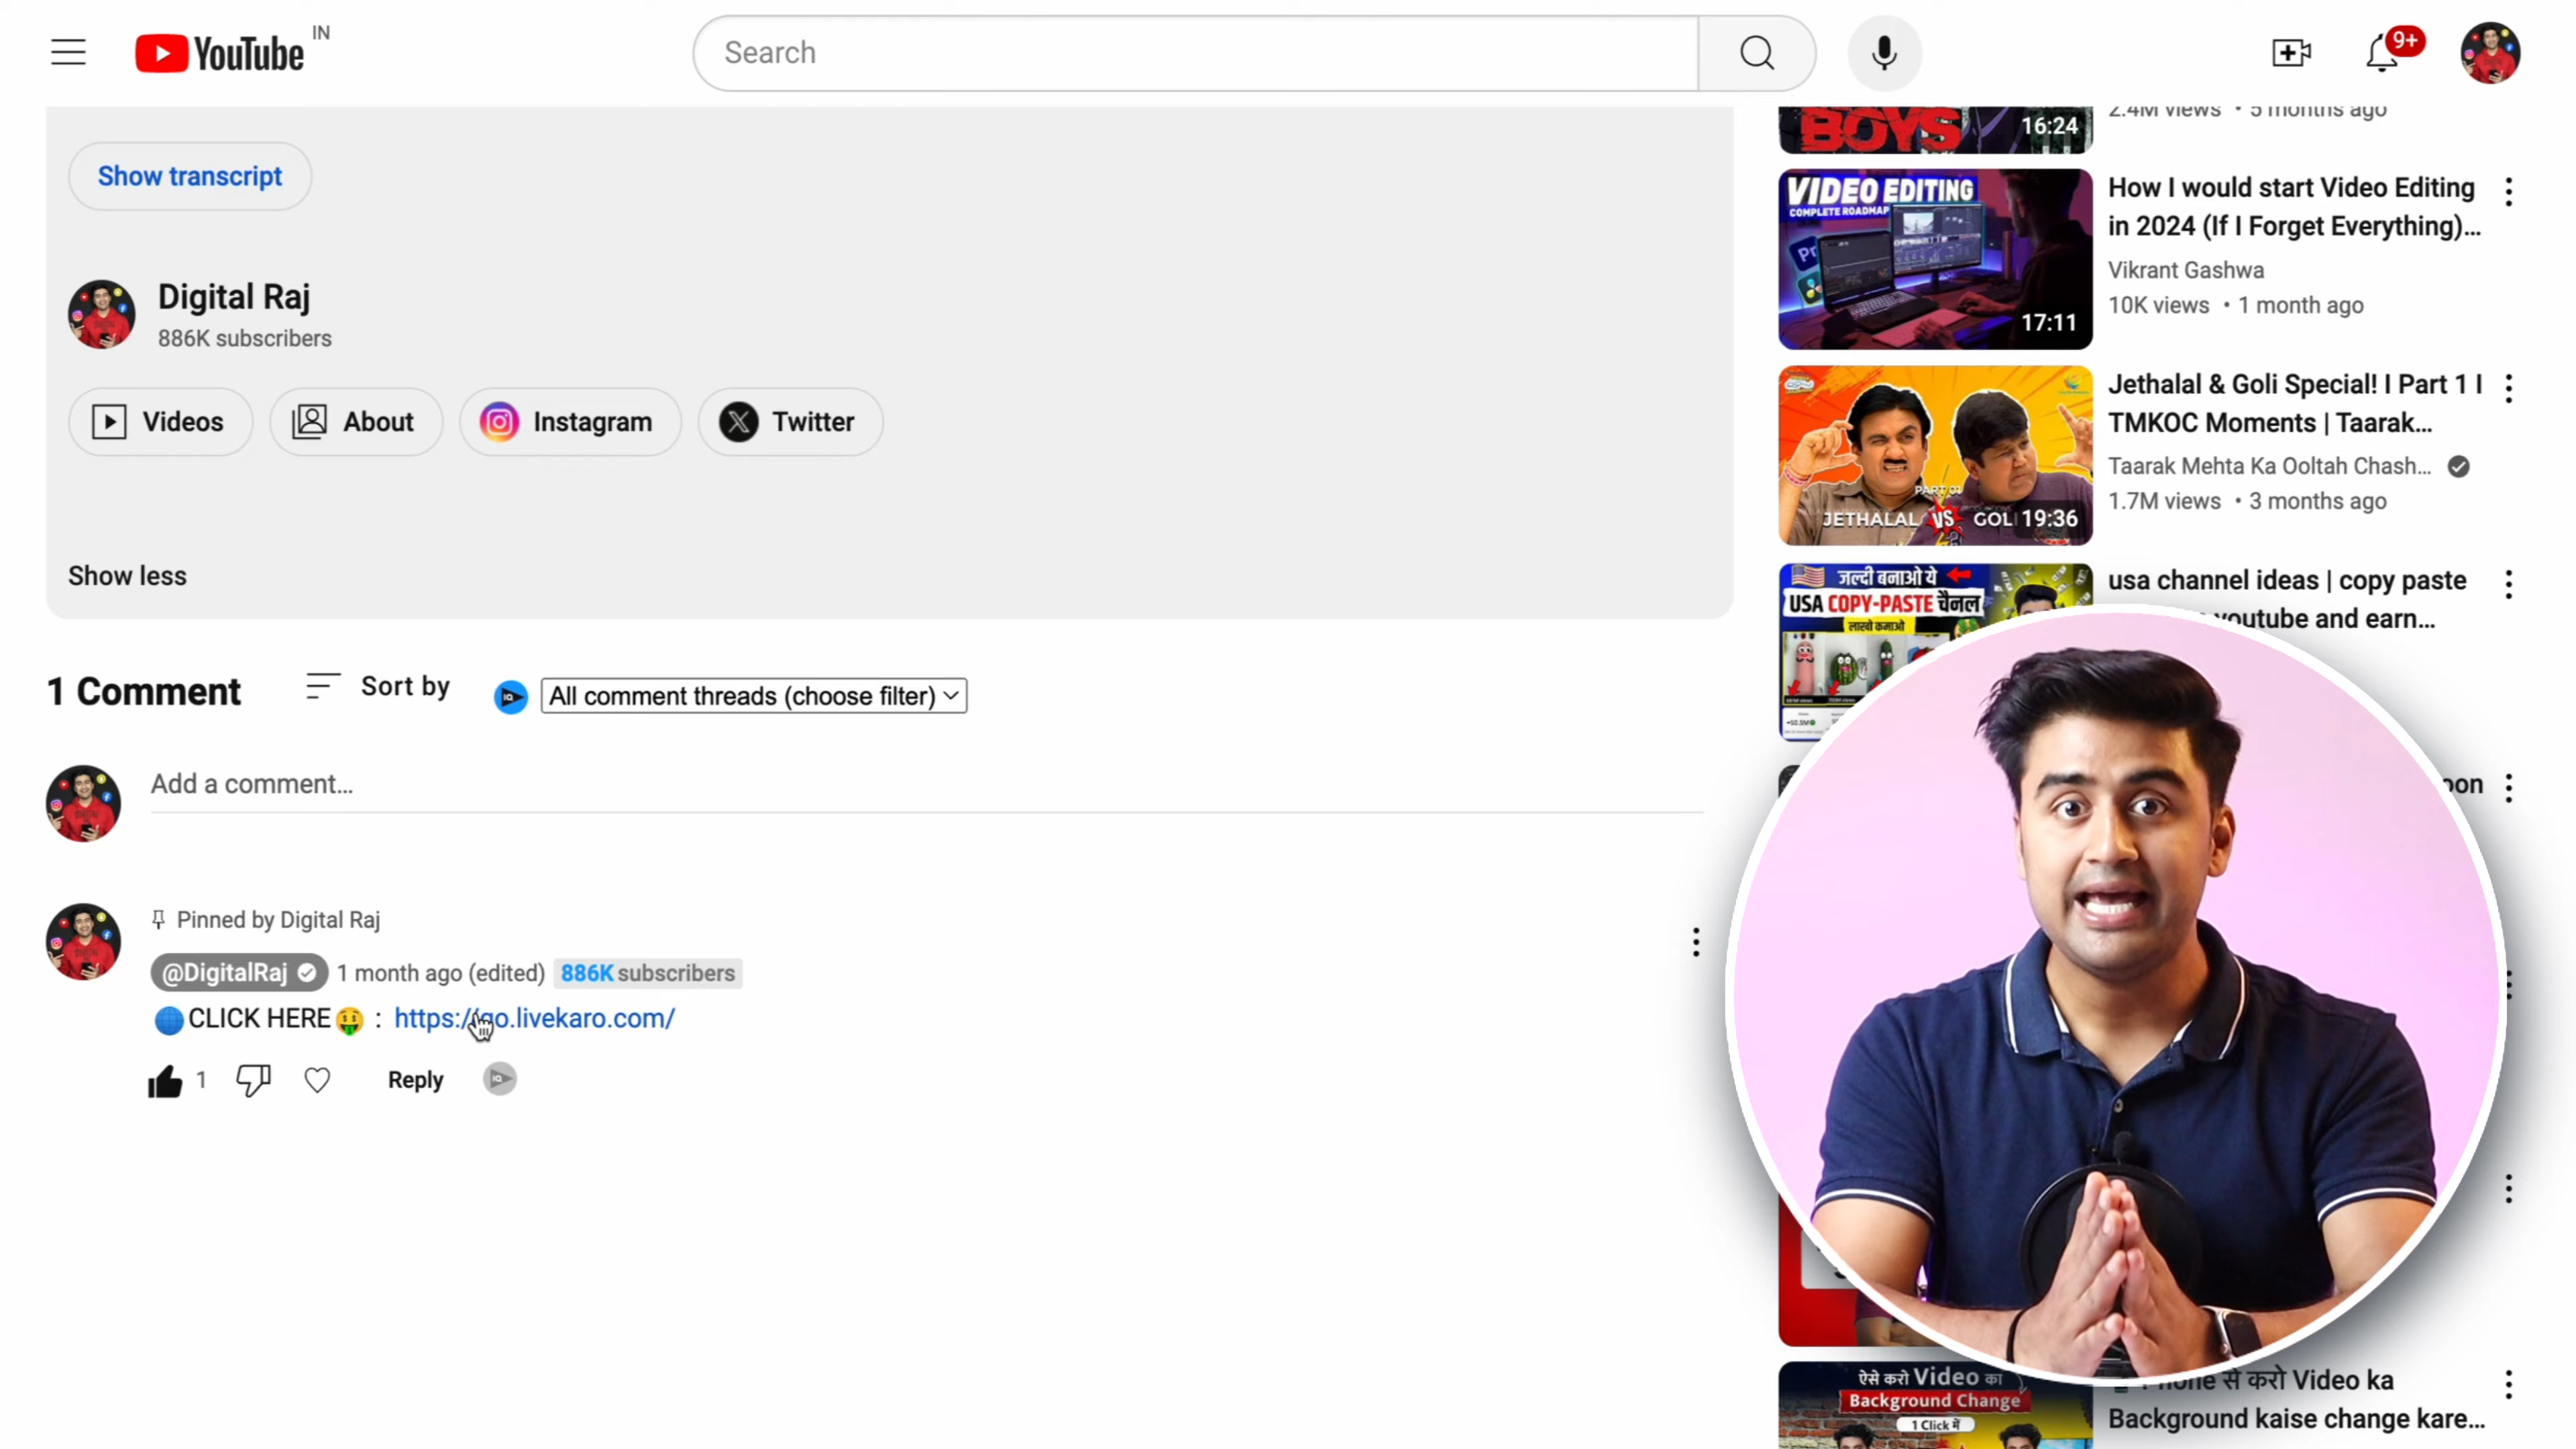 YouTube IN
Search
9+
Show transcript
Digital Raj
886K subscribers
Videos
About
Instagram
Twitter
Show less
1 Comment
Sort by
All comment threads (choose filter)
Add a comment...
Pinned by Digital Raj
@DigitalRaj 1 month ago (edited) 886K subscribers
CLICK HERE : https://go.livekaro.com/
1
Reply
BOYS
16:24
2.4M views • 5 months ago
VIDEO EDITING
COMPLETE ROADMAP
Pr
17:11
How I would start Video Editing
in 2024 (If I Forget Everything)...
Vikrant Gashwa
10K views • 1 month ago
PART 01
JETHALAL VS GOLI
19:36
Jethalal & Goli Special! I Part 1 I
TMKOC Moments | Taarak...
Taarak Mehta Ka Ooltah Chash...
1.7M views • 3 months ago
जल्दी बनाओ ये
USA COPY-PASTE चैनल
लाखो कमाओ
usa channel ideas | copy paste
youtube and earn...
oon
ऐसे करो Video का
Background Change
1 Click में
से करो Video ka
Background kaise change kare...